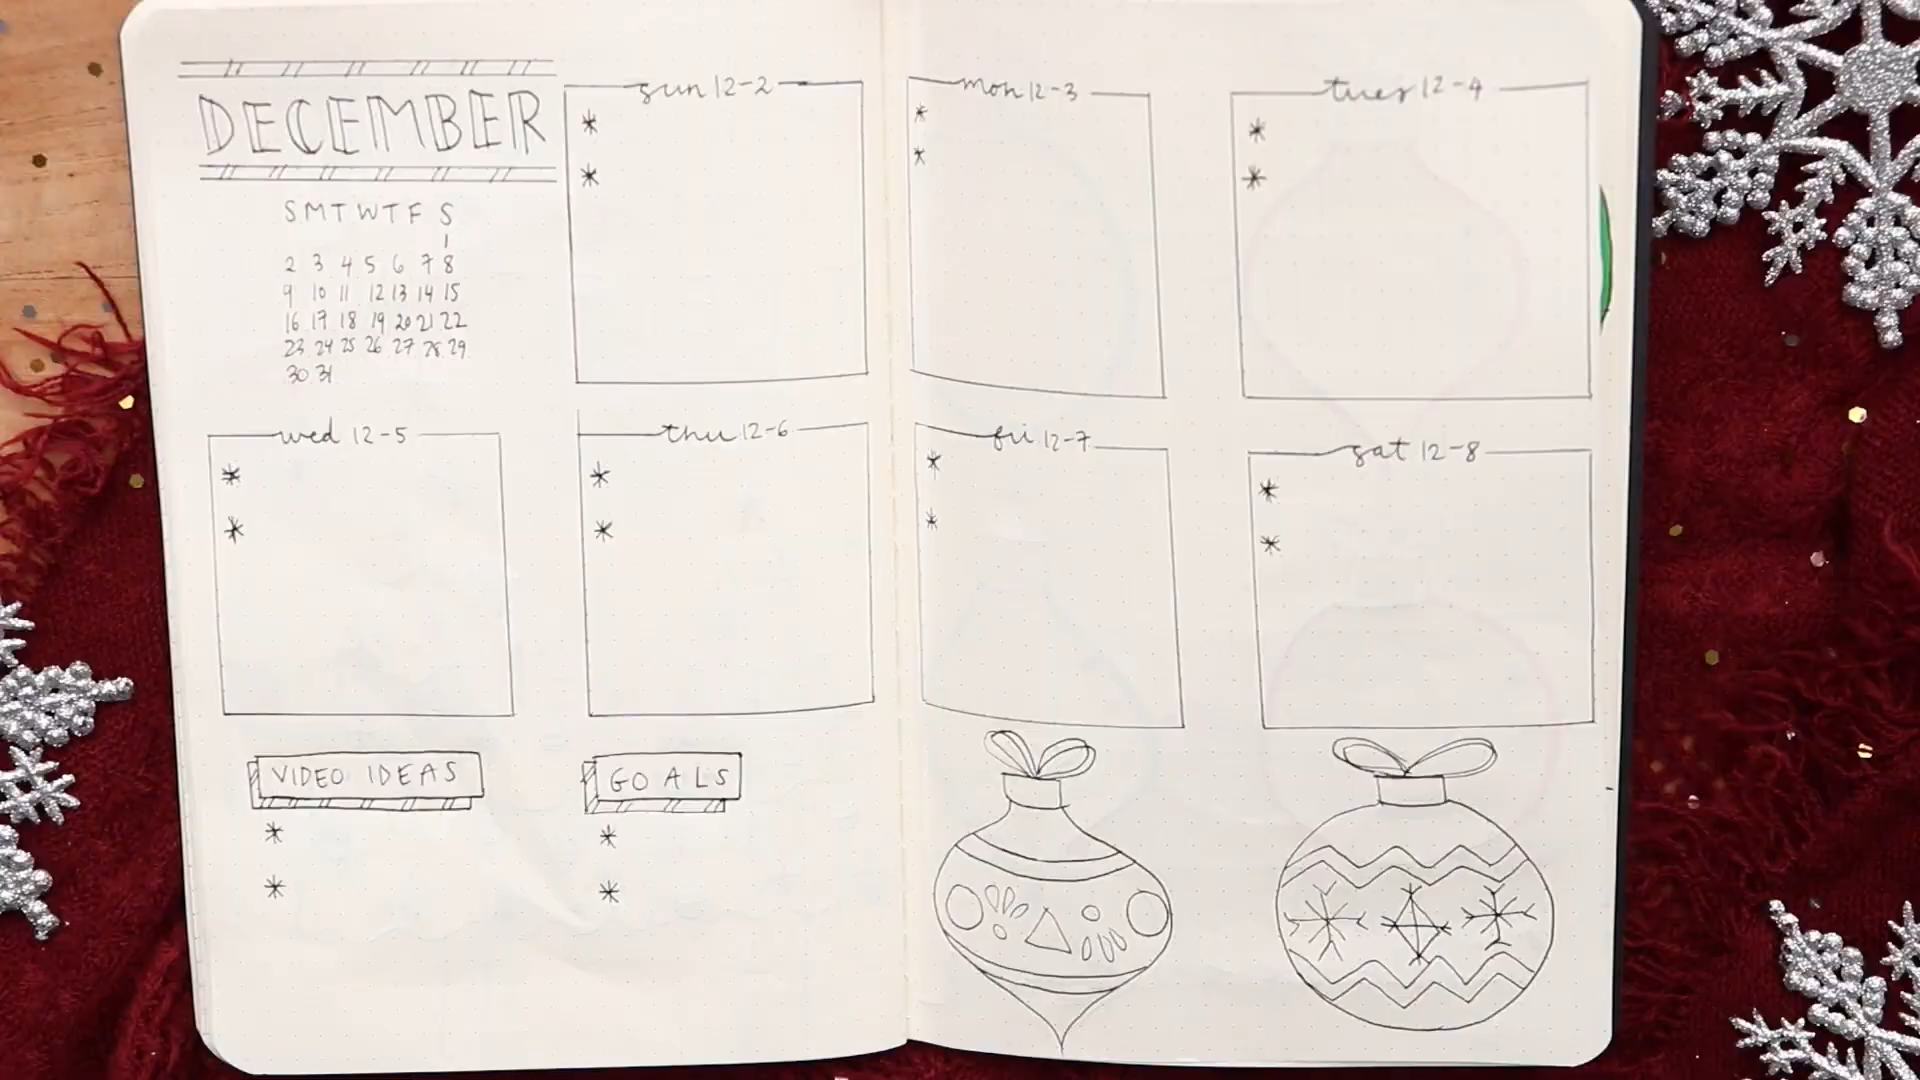 DECEMBER
S M T W T F S
1
2 3 4 5 6 7 8
9 10 11 12 13 14 15
16 17 18 19 20 21 22
23 24 25 26 27 28 29
30 31
sun 12-2
mon 12-3
tues 12-4
wed 12-5
thu 12-6
fri 12-7
sat 12-8
VIDEO IDEAS
GOALS